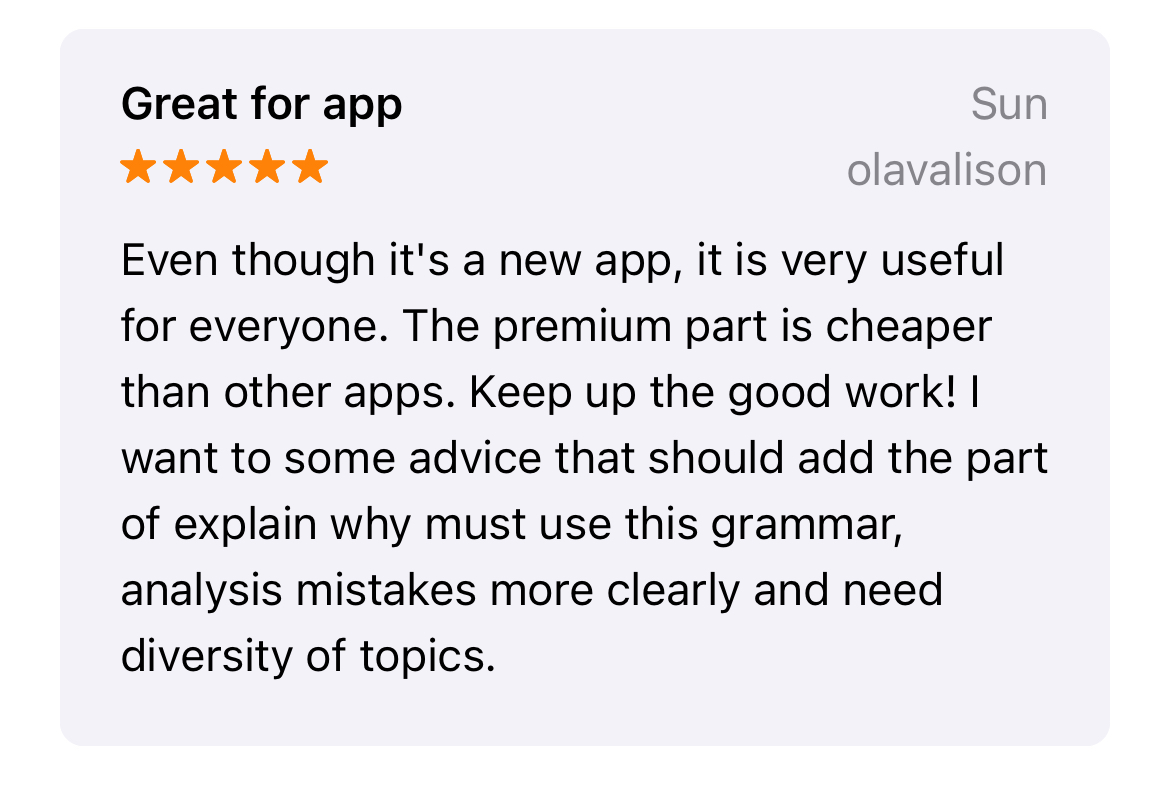 Great for app
Sun
olavalison
Even though it's a new app, it is very useful
for everyone. The premium part is cheaper
than other apps. Keep up the good work! I
want to some advice that should add the part
of explain why must use this grammar,
analysis mistakes more clearly and need
diversity of topics.